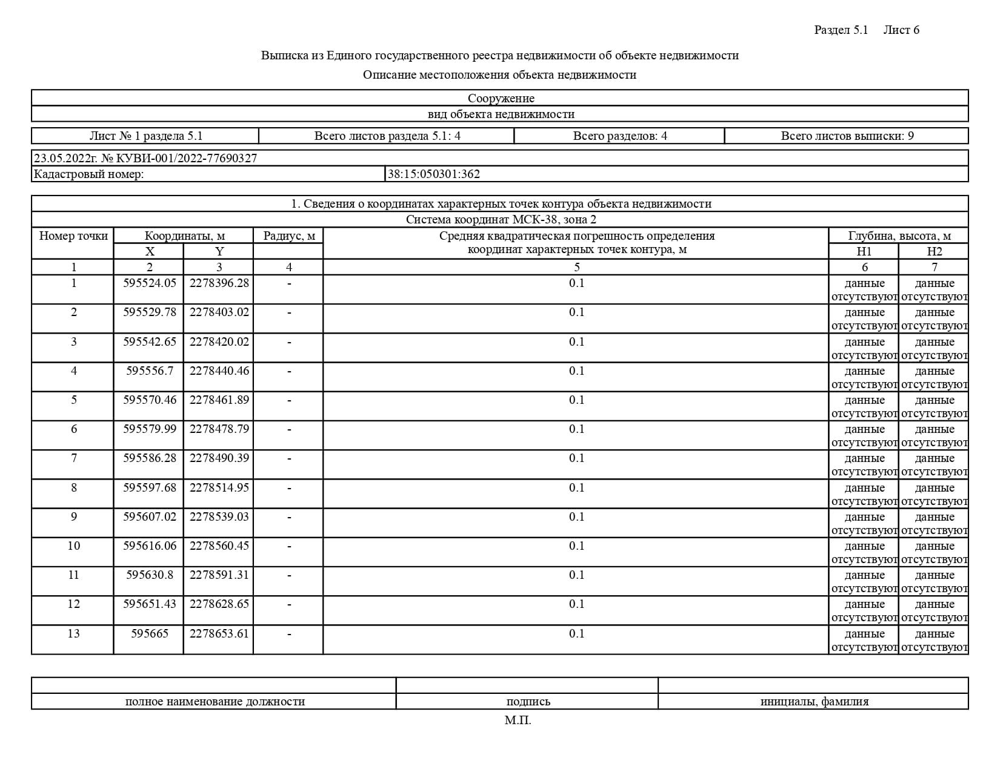 Раздел 5.1 Лист 6
Выписка из Единого государственного реестра недвижимости об объекте недвижимости
Описание местоположения объекта недвижимости
Сооружение
вид объекта недвижимости
Лист № 1 раздела 5.1 Всего листов раздела 5.1: 4 Всего разделов: 4 Всего листов выписки: 9
23.05.2022г. № КУВИ-001/2022-77690327
Кадастровый номер: 38:15:050301:362
1. Сведения о координатах характерных точек контура объекта недвижимости
Система координат МСК-38, зона 2
Номер точки Координаты, м Радиус, м Средняя квадратическая погрешность определения Глубина, высота, м
X Y координат характерных точек контура, м H1 H2
1 2 3 4 5 6 7
1 595524.05 2278396.28 - 0.1 данные данные
отсутствуют отсутствуют
2 595529.78 2278403.02 - 0.1 данные данные
отсутствуют отсутствуют
3 595542.65 2278420.02 - 0.1 данные данные
отсутствуют отсутствуют
4 595556.7 2278440.46 - 0.1 данные данные
отсутствуют отсутствуют
5 595570.46 2278461.89 - 0.1 данные данные
отсутствуют отсутствуют
6 595579.99 2278478.79 - 0.1 данные данные
отсутствуют отсутствуют
7 595586.28 2278490.39 - 0.1 данные данные
отсутствуют отсутствуют
8 595597.68 2278514.95 - 0.1 данные данные
отсутствуют отсутствуют
9 595607.02 2278539.03 - 0.1 данные данные
отсутствуют отсутствуют
10 595616.06 2278560.45 - 0.1 данные данные
отсутствуют отсутствуют
11 595630.8 2278591.31 - 0.1 данные данные
отсутствуют отсутствуют
12 595651.43 2278628.65 - 0.1 данные данные
отсутствуют отсутствуют
13 595665 2278653.61 - 0.1 данные данные
отсутствуют отсутствуют
полное наименование должности подпись инициалы, фамилия
М.П.